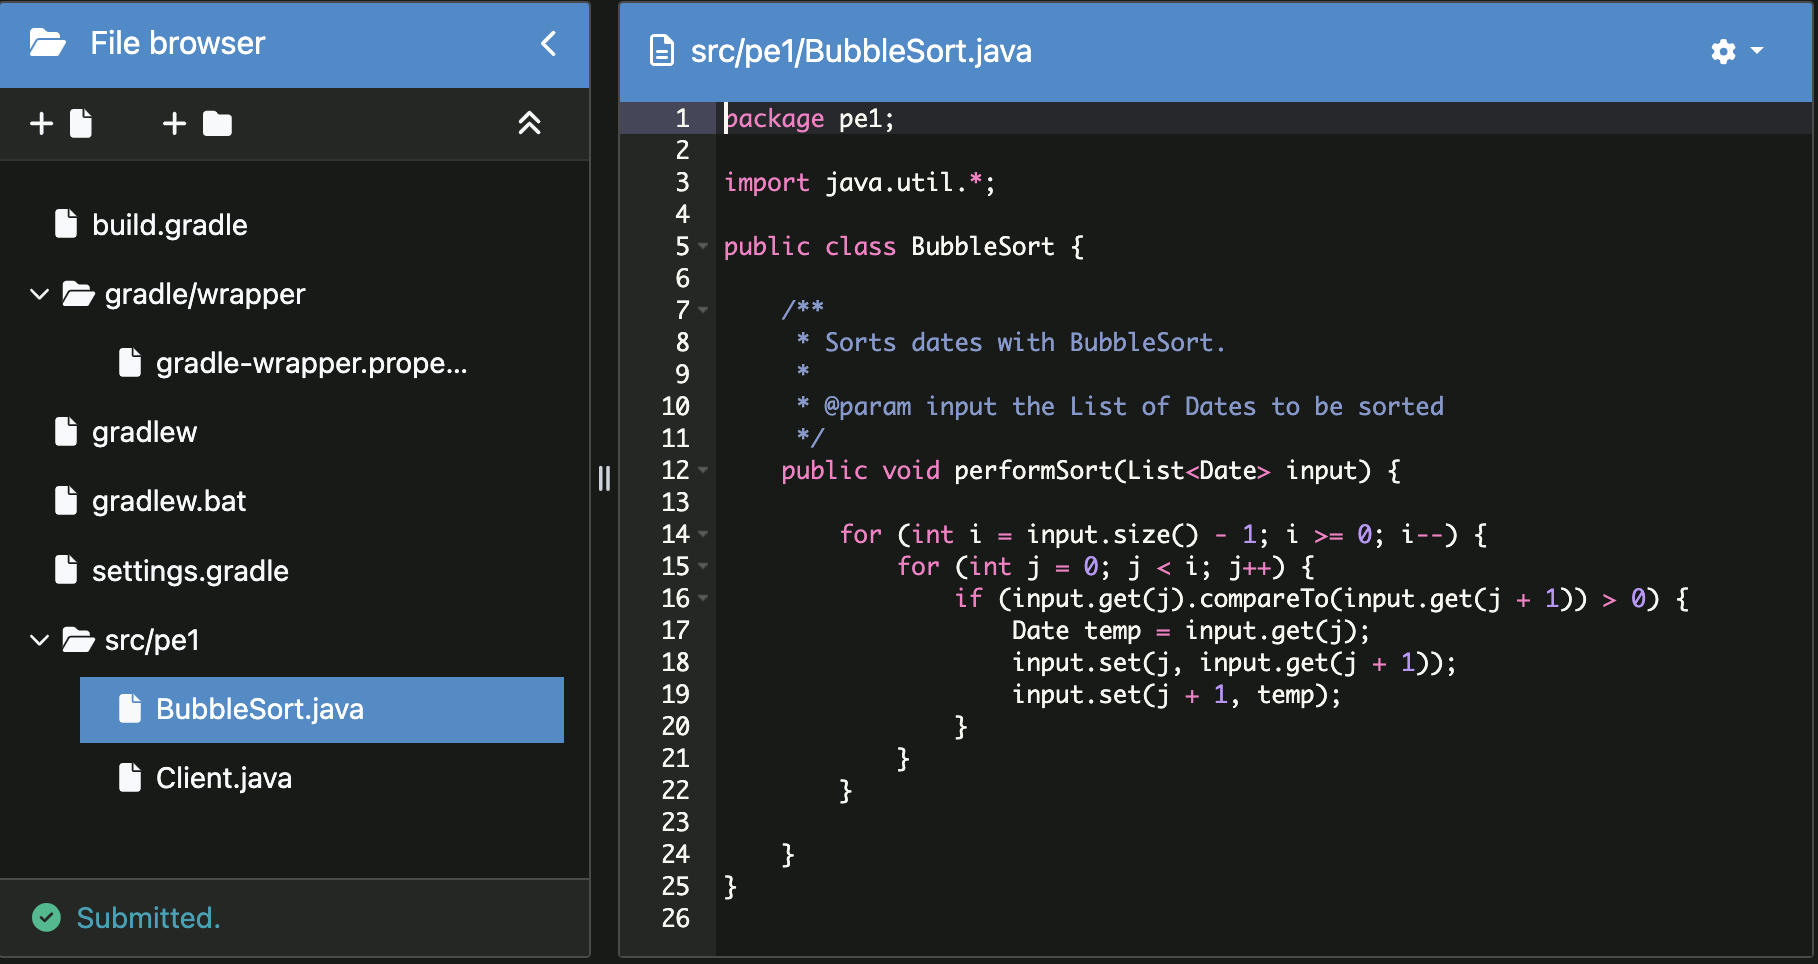 File browser
build.gradle
gradle/wrapper
gradle-wrapper.prope...
gradlew
gradlew.bat
settings.gradle
src/pe1
BubbleSort.java
Client.java
Submitted.
src/pe1/BubbleSort.java
1 package pe1;
2
3 import java.util.*;
4
5 public class BubbleSort {
6
7     /**
8      * Sorts dates with BubbleSort.
9      *
10      * @param input the List of Dates to be sorted
11      */
12     public void performSort(List<Date> input) {
13
14         for (int i = input.size() - 1; i >= 0; i--) {
15             for (int j = 0; j < i; j++) {
16                 if (input.get(j).compareTo(input.get(j + 1)) > 0) {
17                     Date temp = input.get(j);
18                     input.set(j, input.get(j + 1));
19                     input.set(j + 1, temp);
20                 }
21             }
22         }
23
24     }
25 }
26